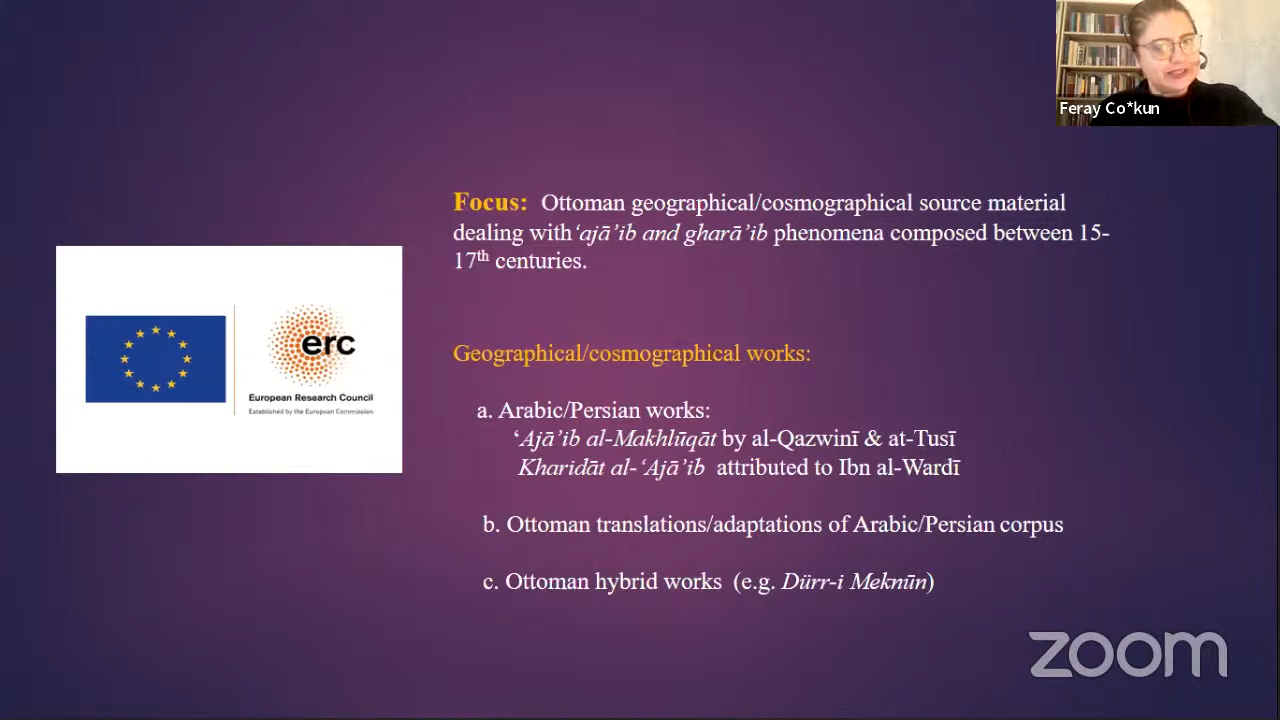 Feray Co*kun
Focus: Ottoman geographical/cosmographical source material
dealing with ‘ajā’ib and gharā’ib phenomena composed between 15-
17th centuries.
erc
European Research Council
Established by the European Commission
Geographical/cosmographical works:
a. Arabic/Persian works:
‘Ajā’ib al-Makhlūqāt by al-Qazwinī & at-Tusī
Kharidāt al-‘Ajā’ib attributed to Ibn al-Wardī
b. Ottoman translations/adaptations of Arabic/Persian corpus
c. Ottoman hybrid works (e.g. Dürr-i Meknūn)
zoom